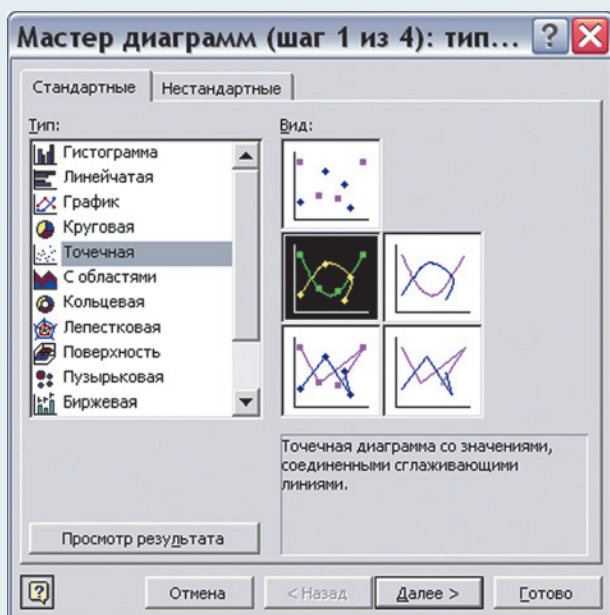 Мастер диаграмм (шаг 1 из 4): тип...
Стандартные Нестандартные
Тип: Вид:
Гистограмма
Линейчатая
График
Круговая
Точечная
С областями
Кольцевая
Лепестковая
Поверхность
Пузырьковая
Биржевая
Точечная диаграмма со значениями,
соединенными сглаживающими
линиями.
Просмотр результата
Отмена < Назад Далее > Готово